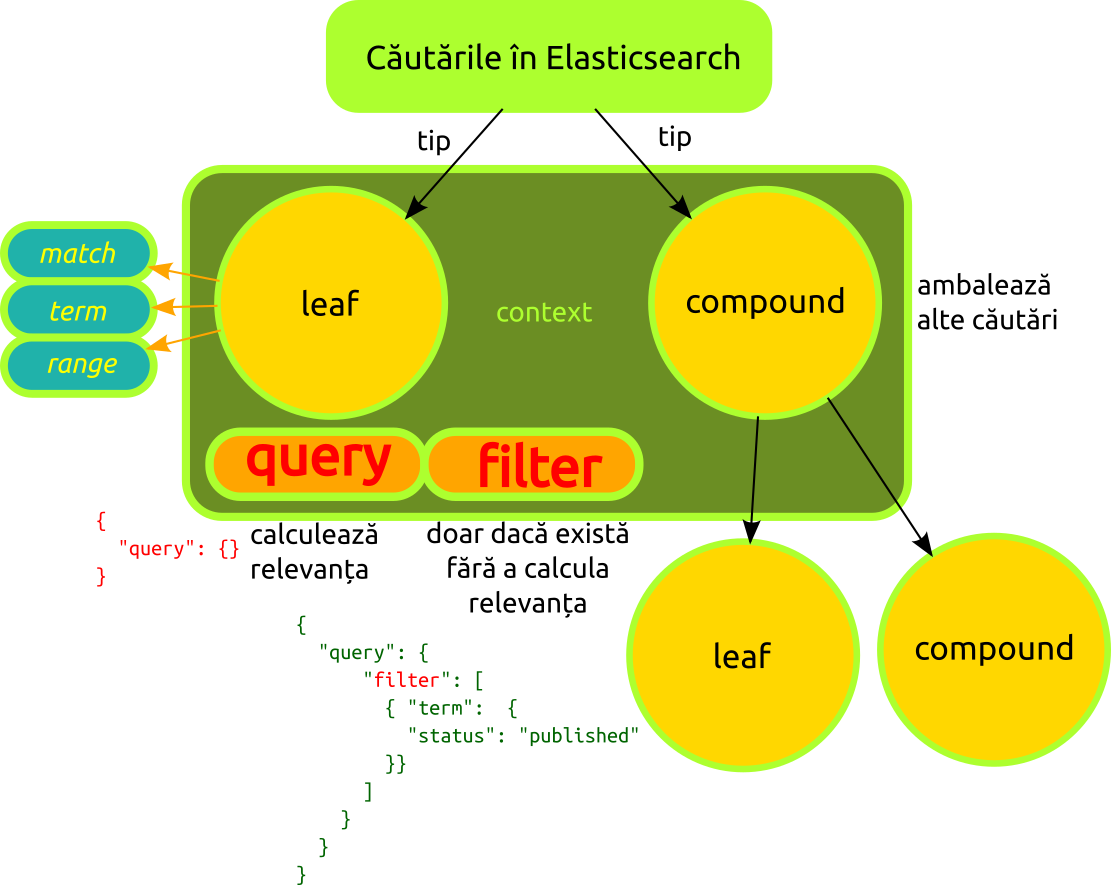 Căutările în Elasticsearch
tip
tip
match
term
range
leaf
context
compound
ambalează
alte căutări
query
filter
{
"query": {}
}
calculează
relevanța
doar dacă există
fără a calcula
relevanța
{
"query": {
"filter": [
{ "term":  {
"status": "published"
}}
]
}
}
}
leaf
compound